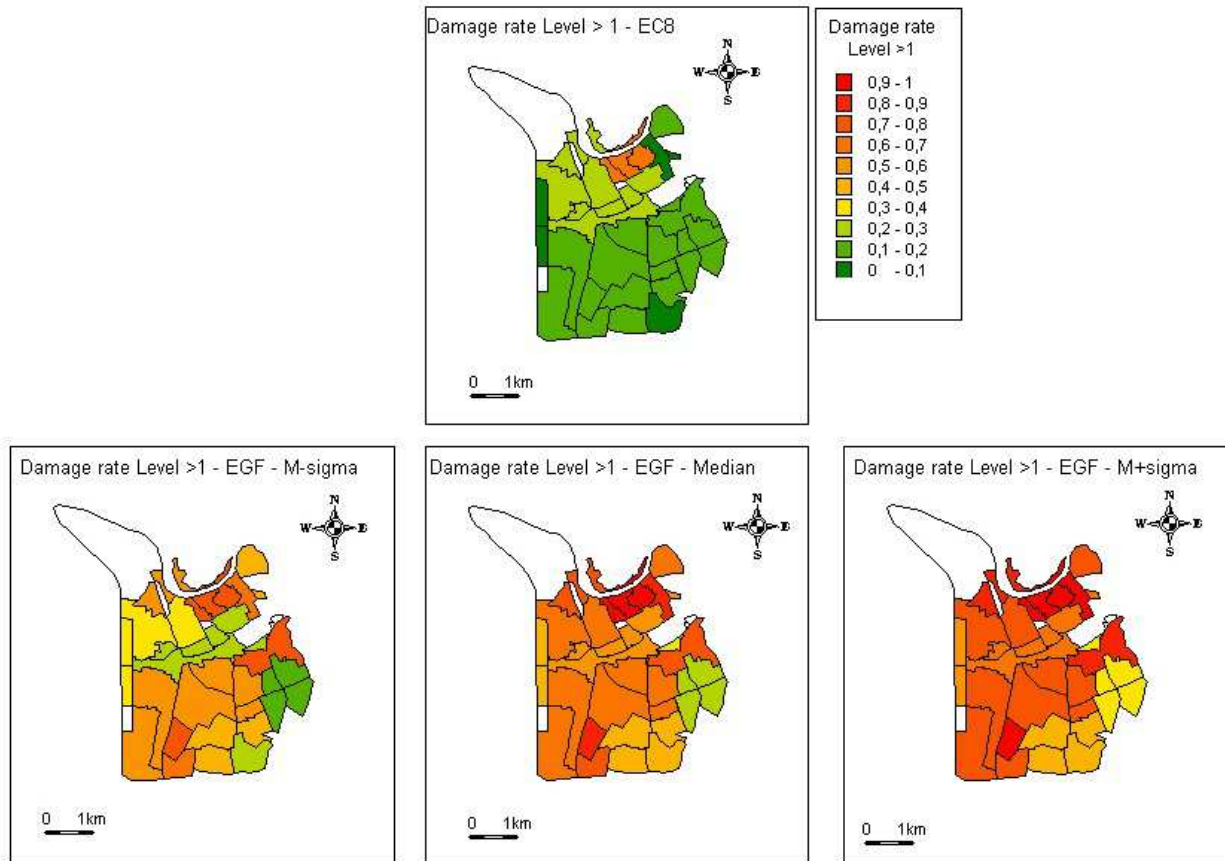 Damage rate Level > 1 - EC8
N
W E
S
0 1km
Damage rate
Level >1
0,9 - 1
0,8 - 0,9
0,7 - 0,8
0,6 - 0,7
0,5 - 0,6
0,4 - 0,5
0,3 - 0,4
0,2 - 0,3
0,1 - 0,2
0 - 0,1
Damage rate Level >1 - EGF - M-sigma
N
W E
S
0 1km
Damage rate Level >1 - EGF - Median
N
W E
S
0 1km
Damage rate Level >1 - EGF - M+sigma
N
W E
S
0 1km